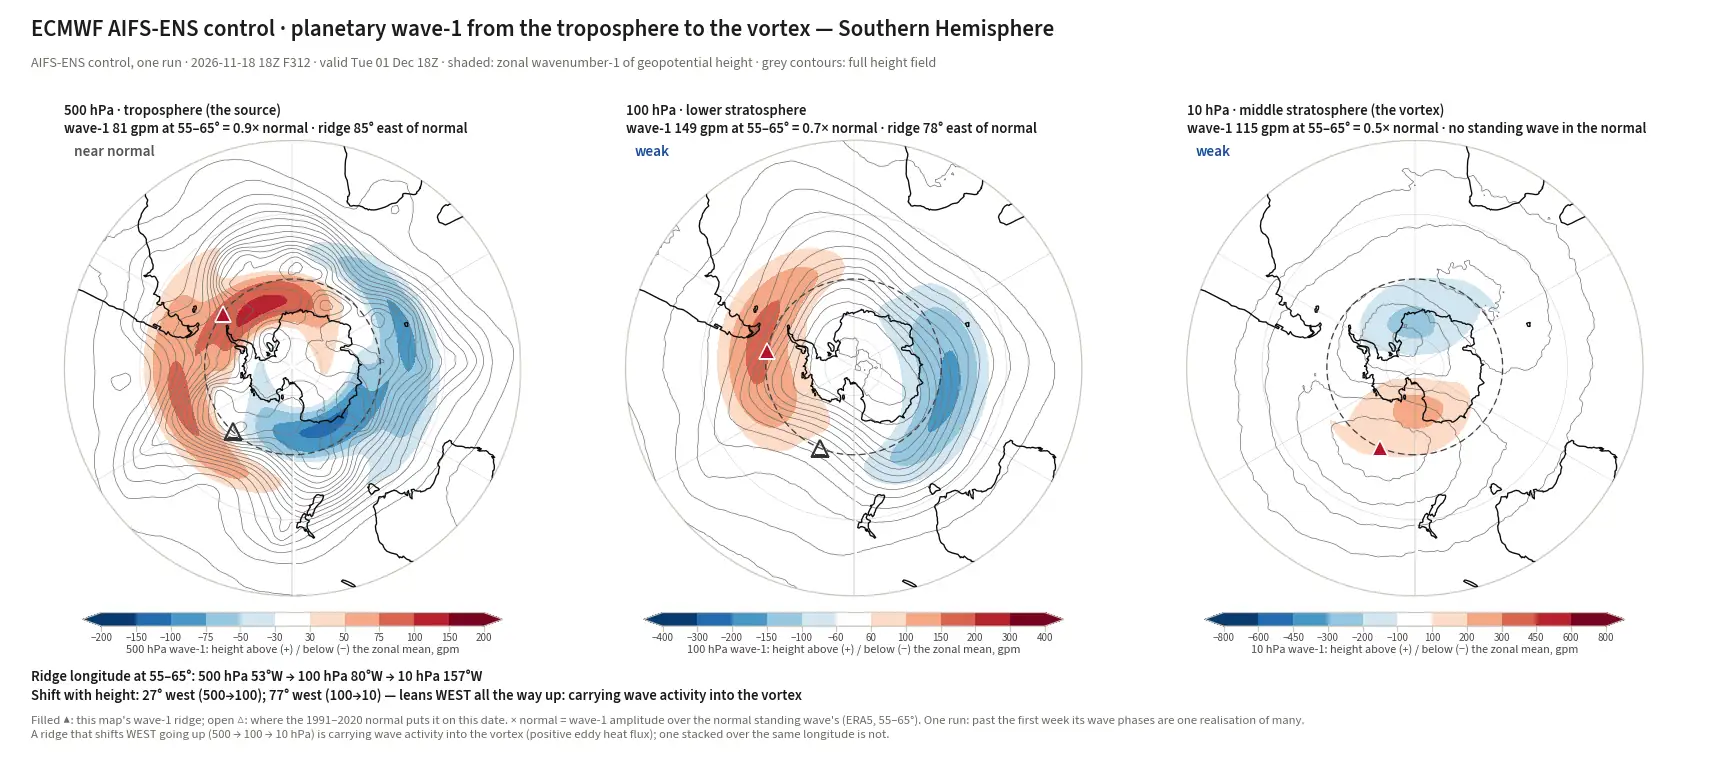 ECMWF AIFS-ENS control · planetary wave-1 from the troposphere to the vortex — Southern Hemisphere
AIFS-ENS control, one run · 2026-11-18 18Z F312 · valid Tue 01 Dec 18Z · shaded: zonal wavenumber-1 of geopotential height · grey contours: full height field
500 hPa · troposphere (the source)
wave-1 81 gpm at 55–65° = 0.9× normal · ridge 85° east of normal
near normal
100 hPa · lower stratosphere
wave-1 149 gpm at 55–65° = 0.7× normal · ridge 78° east of normal
weak
10 hPa · middle stratosphere (the vortex)
wave-1 115 gpm at 55–65° = 0.5× normal · no standing wave in the normal
weak
−200 −150 −100 −75 −50 −30 30 50 75 100 150 200
500 hPa wave-1: height above (+) / below (−) the zonal mean, gpm
−400 −300 −200 −150 −100 −60 60 100 150 200 300 400
100 hPa wave-1: height above (+) / below (−) the zonal mean, gpm
−800 −600 −450 −300 −200 −100 100 200 300 450 600 800
10 hPa wave-1: height above (+) / below (−) the zonal mean, gpm
Ridge longitude at 55–65°: 500 hPa 53°W → 100 hPa 80°W → 10 hPa 157°W
Shift with height: 27° west (500→100); 77° west (100→10) — leans WEST all the way up: carrying wave activity into the vortex
Filled ▲: this map's wave-1 ridge; open △: where the 1991–2020 normal puts it on this date. × normal = wave-1 amplitude over the normal standing wave's (ERA5, 55–65°). One run: past the first week its wave phases are one realisation of many.
A ridge that shifts WEST going up (500 → 100 → 10 hPa) is carrying wave activity into the vortex (positive eddy heat flux); one stacked over the same longitude is not.